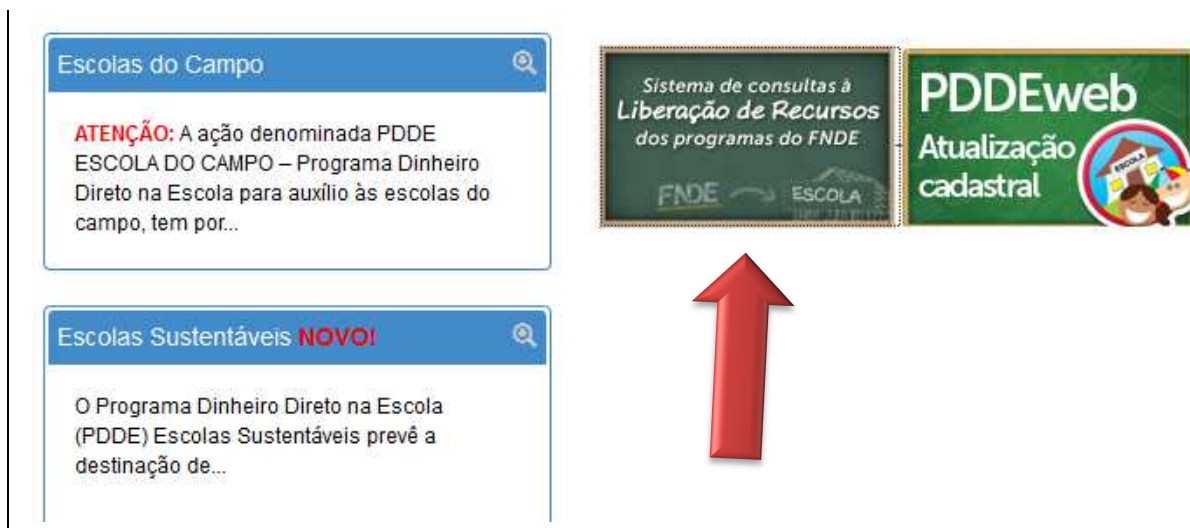 Escolas do Campo
ATENÇÃO: A ação denominada PDDE
ESCOLA DO CAMPO – Programa Dinheiro
Direto na Escola para auxílio às escolas do
campo, tem por...
Escolas Sustentáveis NOVO!
O Programa Dinheiro Direto na Escola
(PDDE) Escolas Sustentáveis prevê a
destinação de...
Sistema de consultas à
Liberação de Recursos
dos programas do FNDE
FNDE ESCOLA
PDDEweb
Atualização
cadastral
ESCOLA